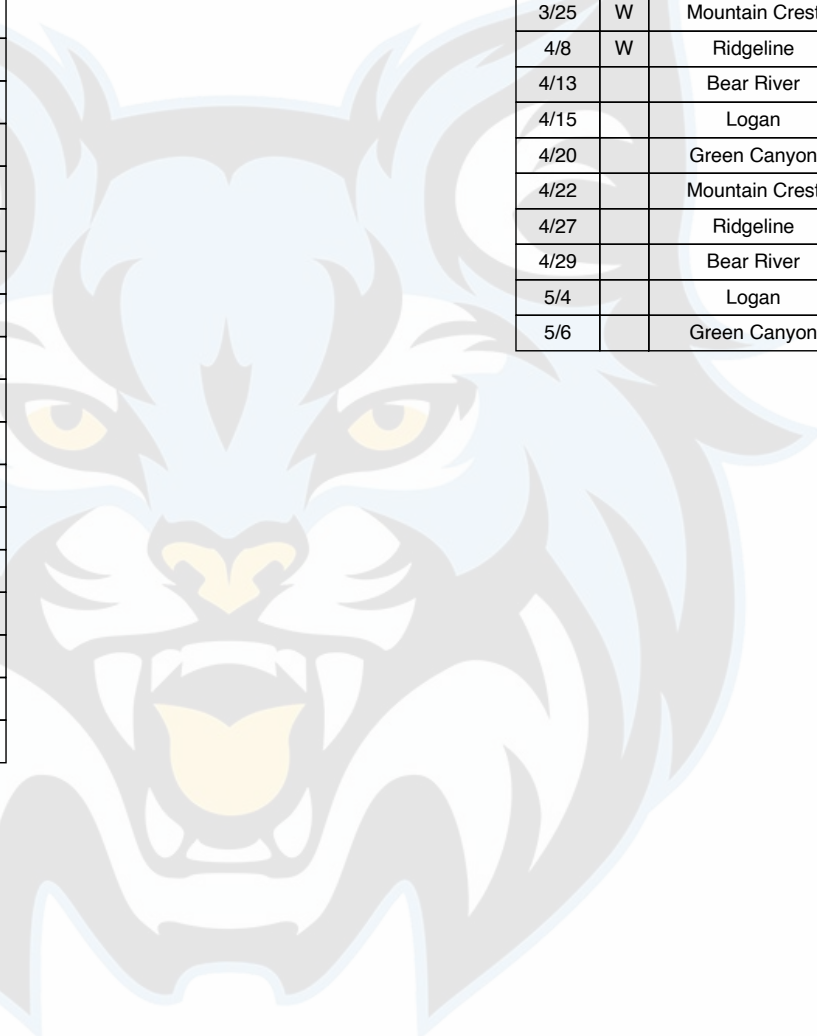 3/25 W Mountain Crest
4/8 W Ridgeline
4/13 Bear River
4/15 Logan
4/20 Green Canyon
4/22 Mountain Crest
4/27 Ridgeline
4/29 Bear River
5/4 Logan
5/6 Green Canyon